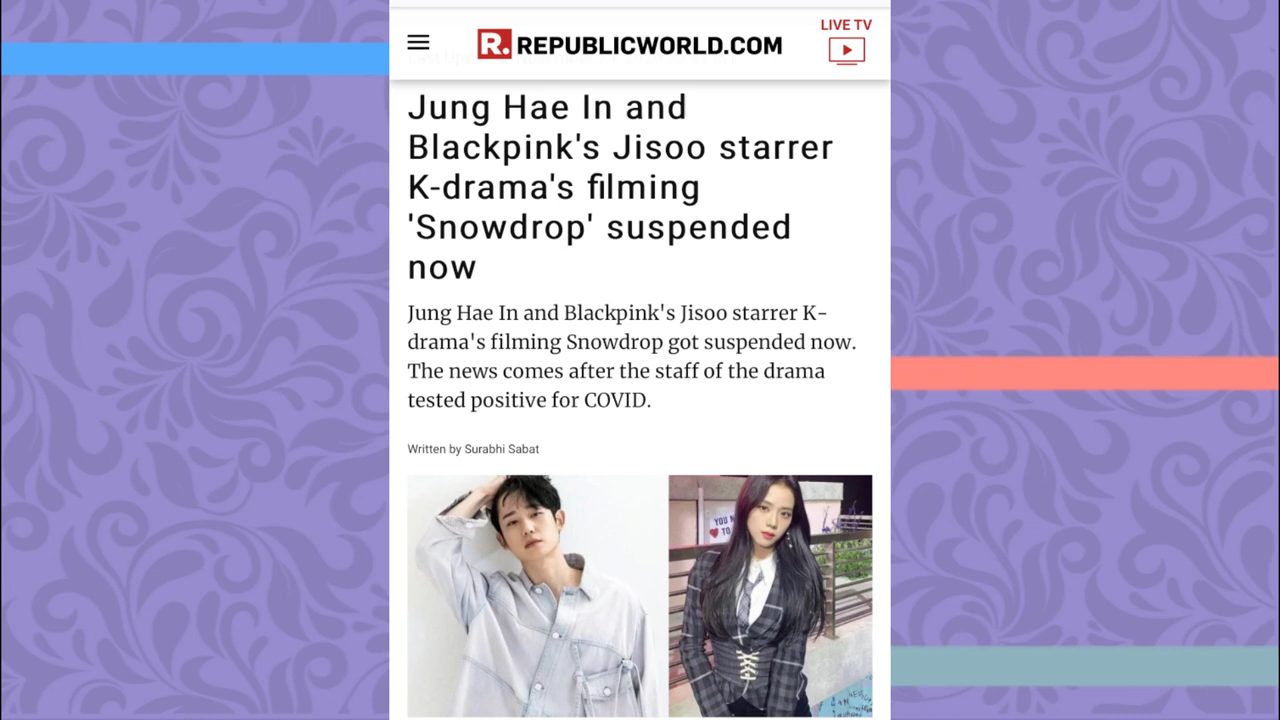 LIVE TV
R. REPUBLICWORLD.COM
Jung Hae In and
Blackpink's Jisoo starrer
K-drama's filming
'Snowdrop' suspended
now
Jung Hae In and Blackpink's Jisoo starrer K-
drama's filming Snowdrop got suspended now.
The news comes after the staff of the drama
tested positive for COVID.
Written by Surabhi Sabat
YOU
TO